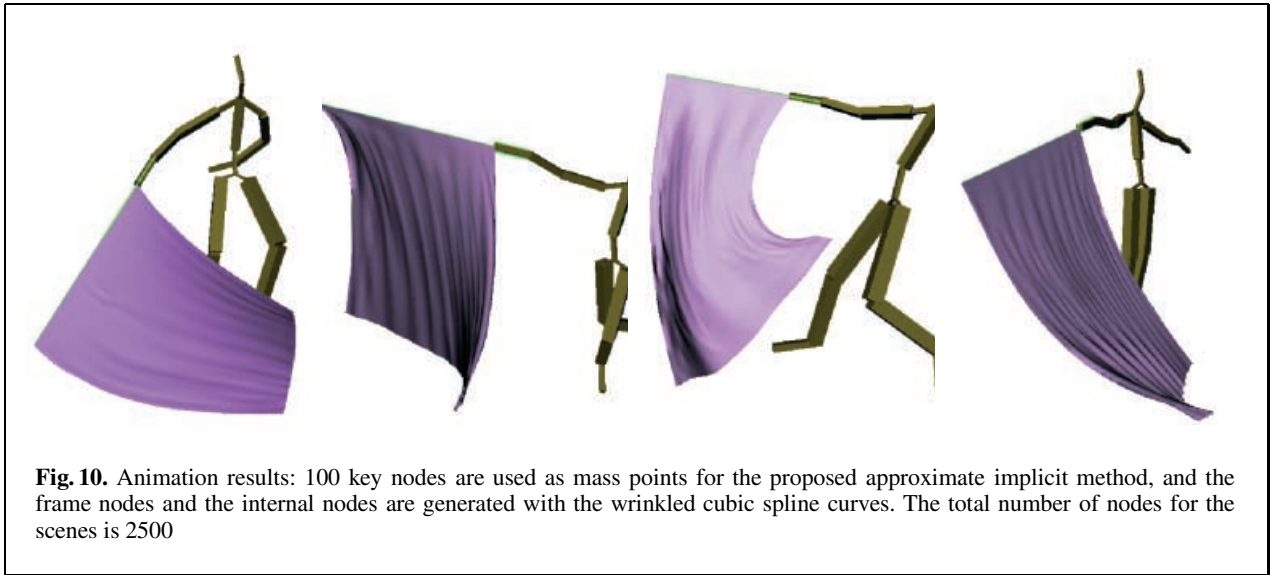 Fig. 10. Animation results: 100 key nodes are used as mass points for the proposed approximate implicit method, and the
frame nodes and the internal nodes are generated with the wrinkled cubic spline curves. The total number of nodes for the
scenes is 2500